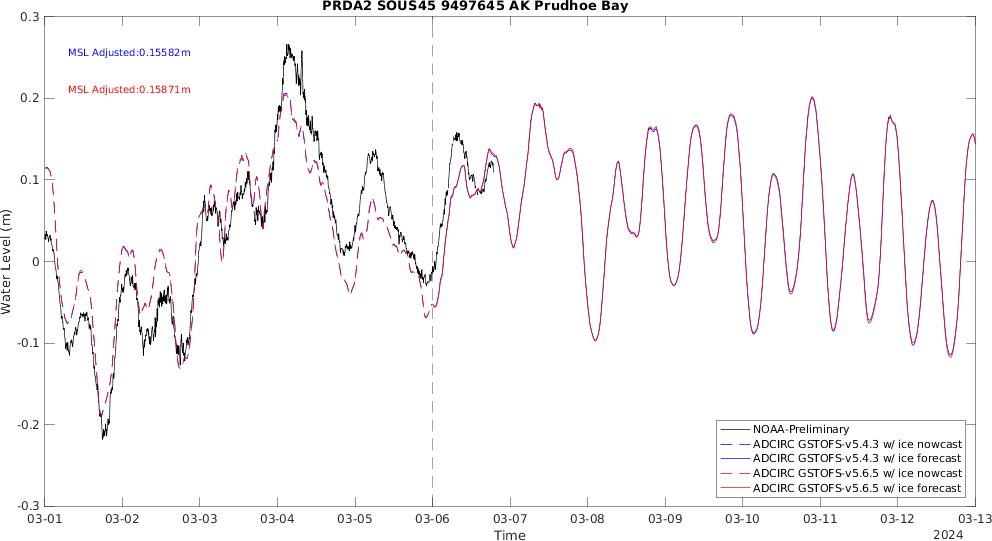 PRDA2 SOUS45 9497645 AK Prudhoe Bay
0.3
MSL Adjusted:0.15582m
MSL Adjusted:0.15871m
0.2
0.1
0
-0.1
-0.2
-0.3
Water Level (m)
NOAA-Preliminary
ADCIRC GSTOFS-v5.4.3 w/ ice nowcast
ADCIRC GSTOFS-v5.4.3 w/ ice forecast
ADCIRC GSTOFS-v5.6.5 w/ ice nowcast
ADCIRC GSTOFS-v5.6.5 w/ ice forecast
03-01 03-02 03-03 03-04 03-05 03-06 03-07 03-08 03-09 03-10 03-11 03-12 03-13
Time
2024